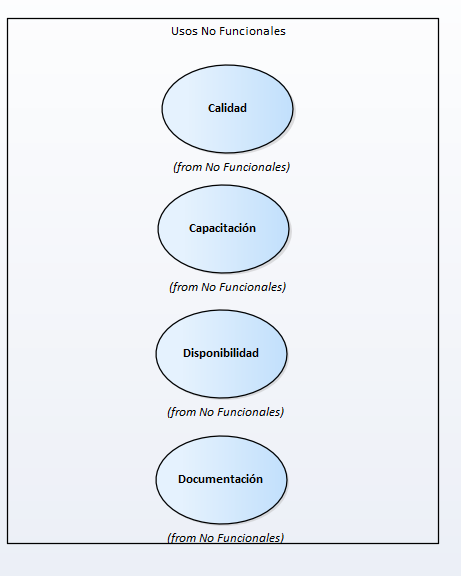 Usos No Funcionales
Calidad
(from No Funcionales)
Capacitación
(from No Funcionales)
Disponibilidad
(from No Funcionales)
Documentación
(from No Funcionales)